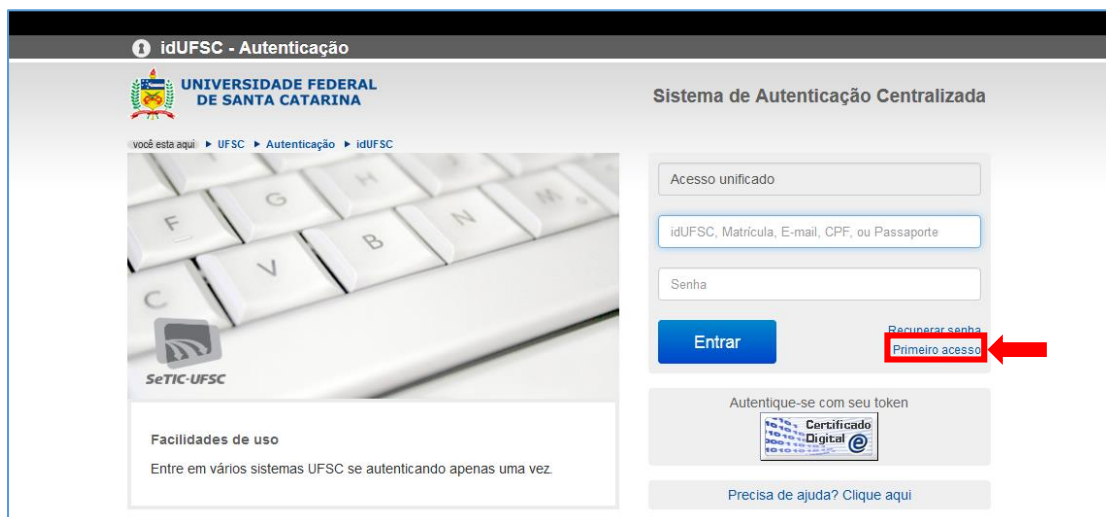 idUFSC - Autenticação
UNIVERSIDADE FEDERAL
DE SANTA CATARINA
Sistema de Autenticação Centralizada
você esta aqui ▶ UFSC ▶ Autenticação ▶ idUFSC
Acesso unificado
idUFSC, Matrícula, E-mail, CPF, ou Passaporte
Senha
Entrar
Recuperar senha
Primeiro acesso
F G H
C V B N M
SeTIC-UFSC
Autentique-se com seu token
Certificado
Digital
Facilidades de uso
Entre em vários sistemas UFSC se autenticando apenas uma vez.
Precisa de ajuda? Clique aqui